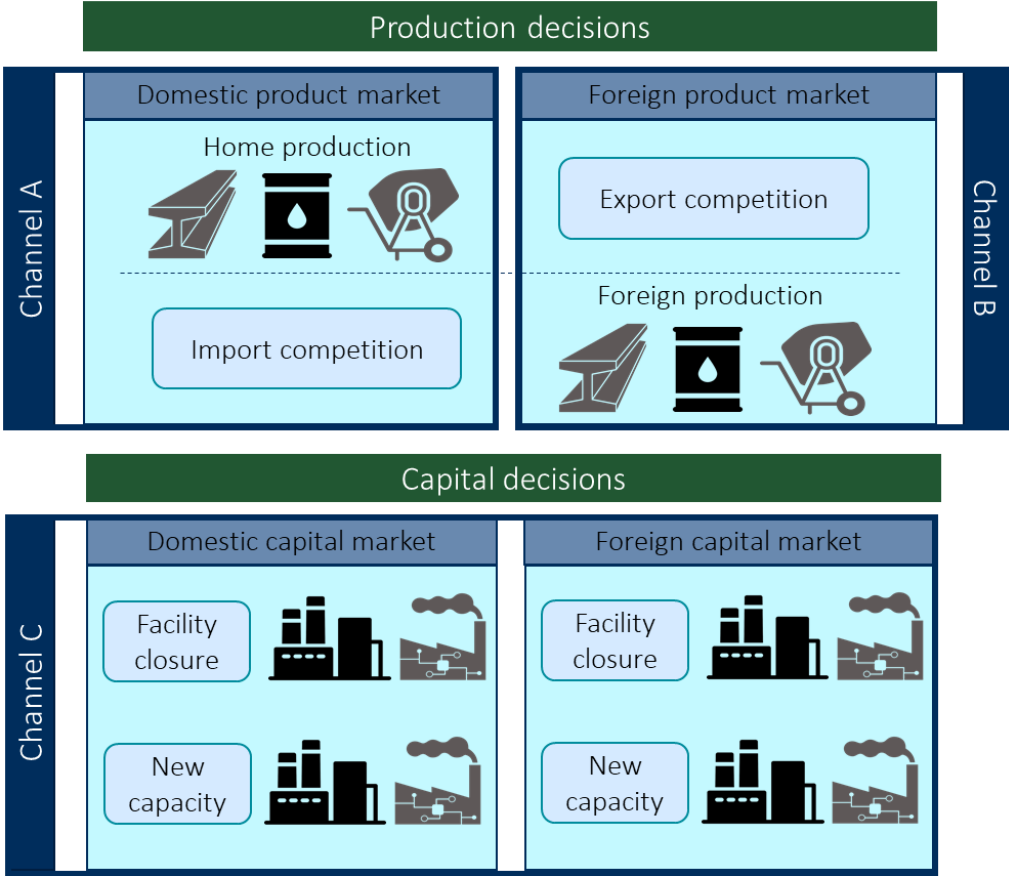 Production decisions
Channel A
Domestic product market
Home production
Import competition
Foreign product market
Export competition
Foreign production
Channel B
Capital decisions
Channel C
Domestic capital market
Facility
closure
New
capacity
Foreign capital market
Facility
closure
New
capacity